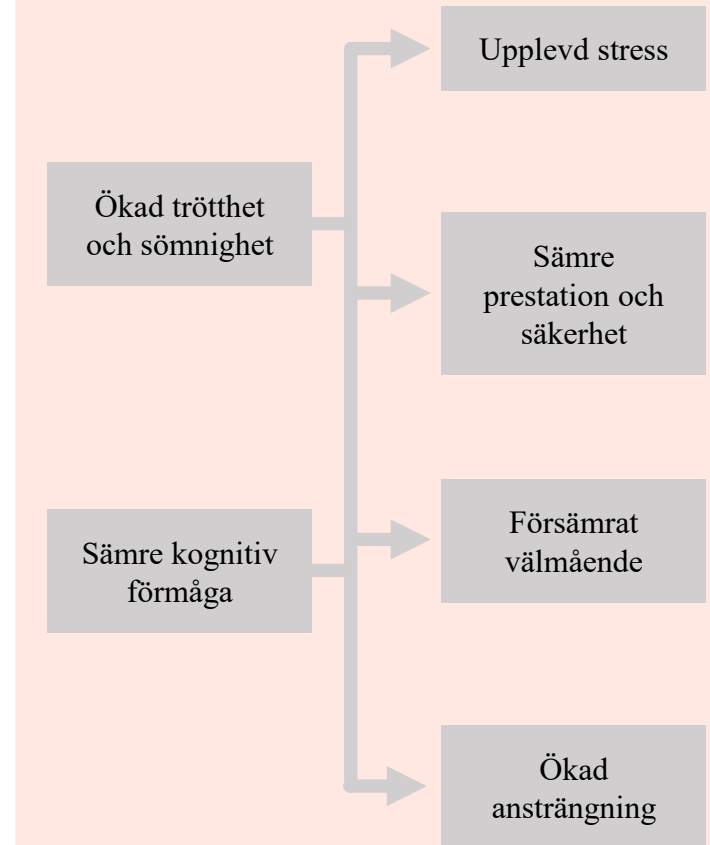 Upplevd stress
Ökad trötthet
och sömnighet
Sämre
prestation och
säkerhet
Sämre kognitiv
förmåga
Försämrat
välmående
Ökad
ansträngning